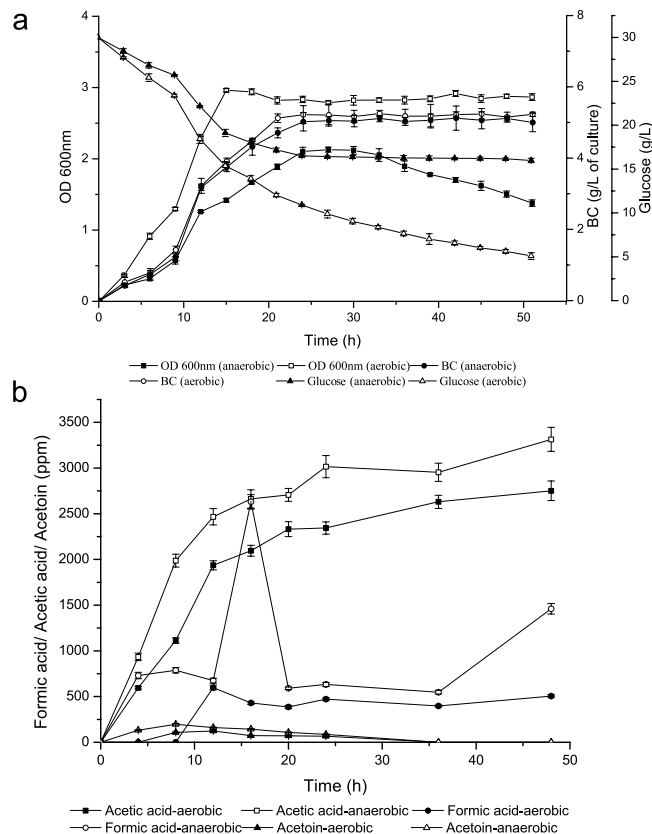 a
4
3
2
1
0
OD 600nm
8
6
4
2
0
BC (g/L of culture)
30
25
20
15
10
5
0
Glucose (g/L)
0 10 20 30 40 50
Time (h)
OD 600nm (anaerobic) OD 600nm (aerobic) BC (anaerobic)
BC (aerobic) Glucose (anaerobic) Glucose (aerobic)
b
3500
3000
2500
2000
1500
1000
500
0
Formic acid/ Acetic acid/ Acetoin (ppm)
0 10 20 30 40 50
Time (h)
Acetic acid-aerobic Acetic acid-anaerobic Formic acid-aerobic
Formic acid-anaerobic Acetoin-aerobic Acetoin-anaerobic